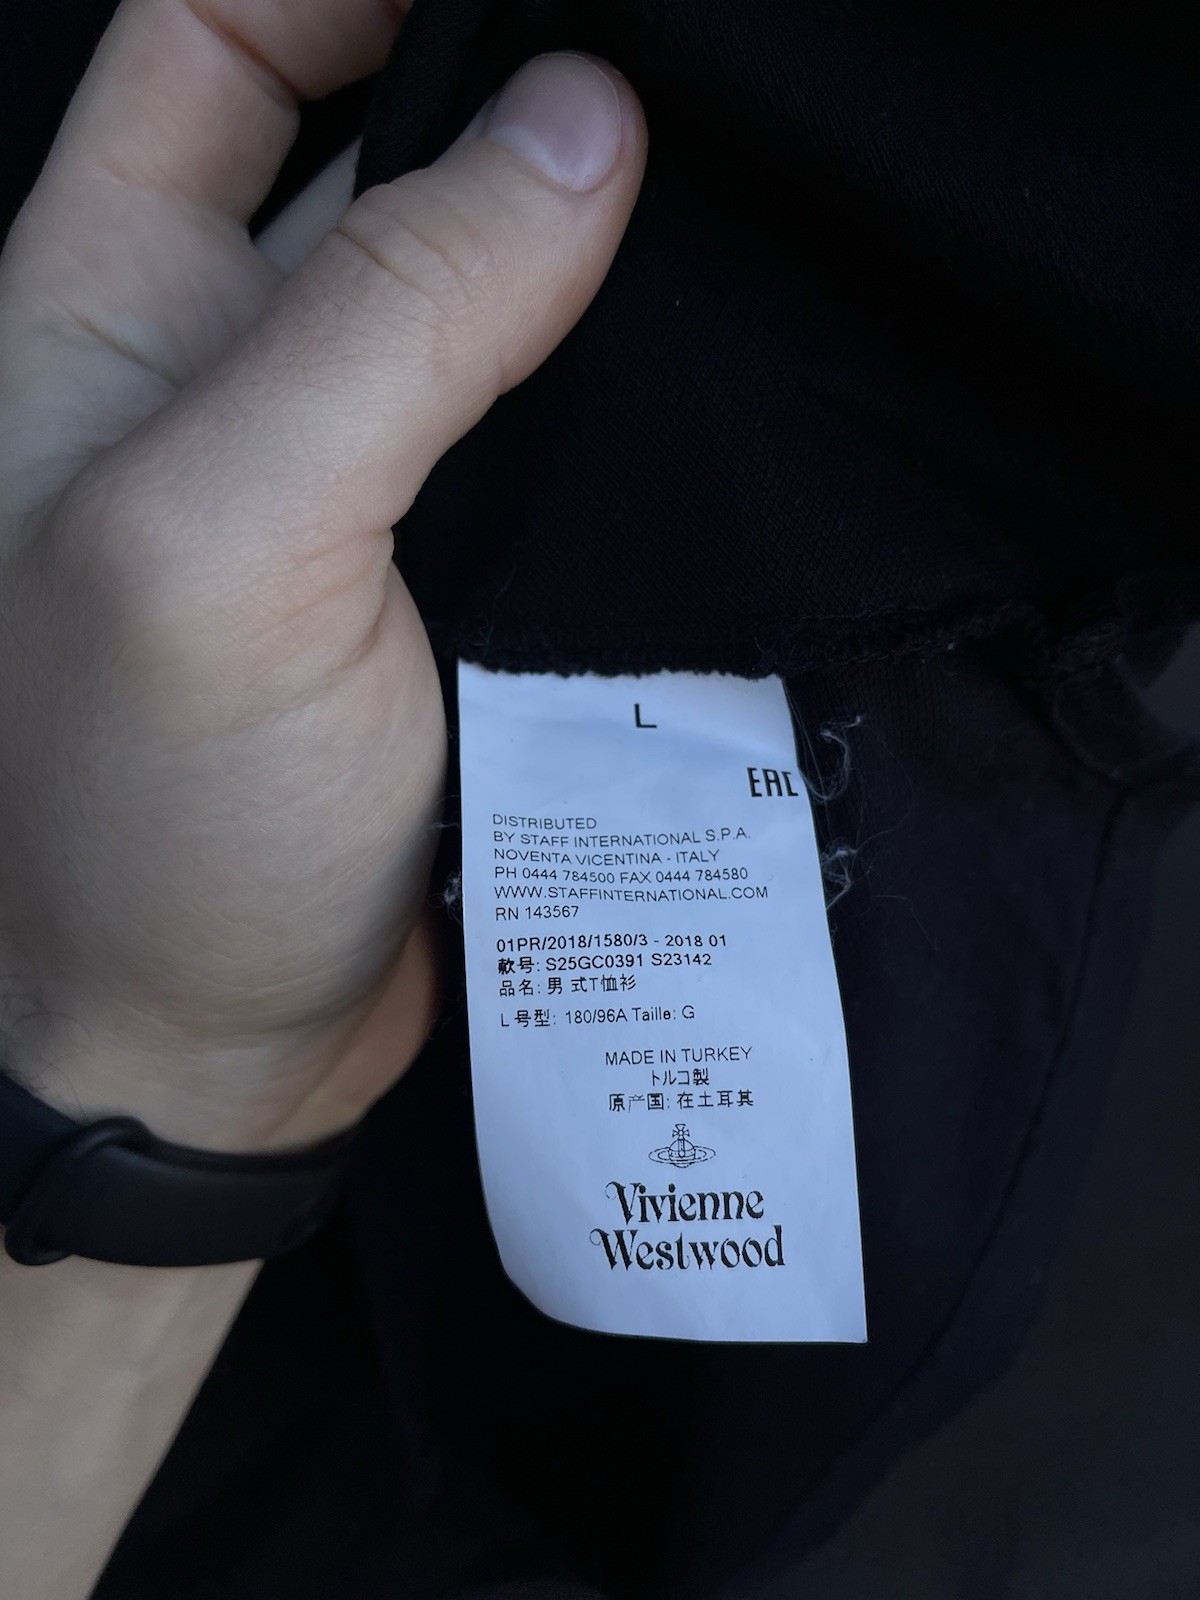 L
EAC
DISTRIBUTED
BY STAFF INTERNATIONAL S.P.A.
NOVENTA VICENTINA - ITALY
PH 0444 784500 FAX 0444 784580
WWW.STAFFINTERNATIONAL.COM
RN 143567
01PR/2018/1580/3 - 2018 01
款号: S25GC0391 S23142
品名: 男 式T恤衫
L 号型: 180/96A Taille: G
MADE IN TURKEY
トルコ製
原产国: 在土耳其
Vivienne
Westwood